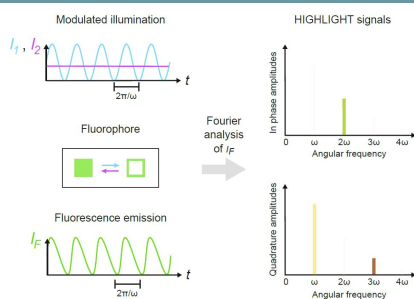 Modulated illumination
I1 , I2
t
2π/ω
Fluorophore
Fluorescence emission
IF
t
2π/ω
Fourier
analysis
of IF
HIGHLIGHT signals
In phase amplitudes
0 ω 2ω 3ω 4ω
Angular frequency
Quadrature amplitudes
0 ω 2ω 3ω 4ω
Angular frequency